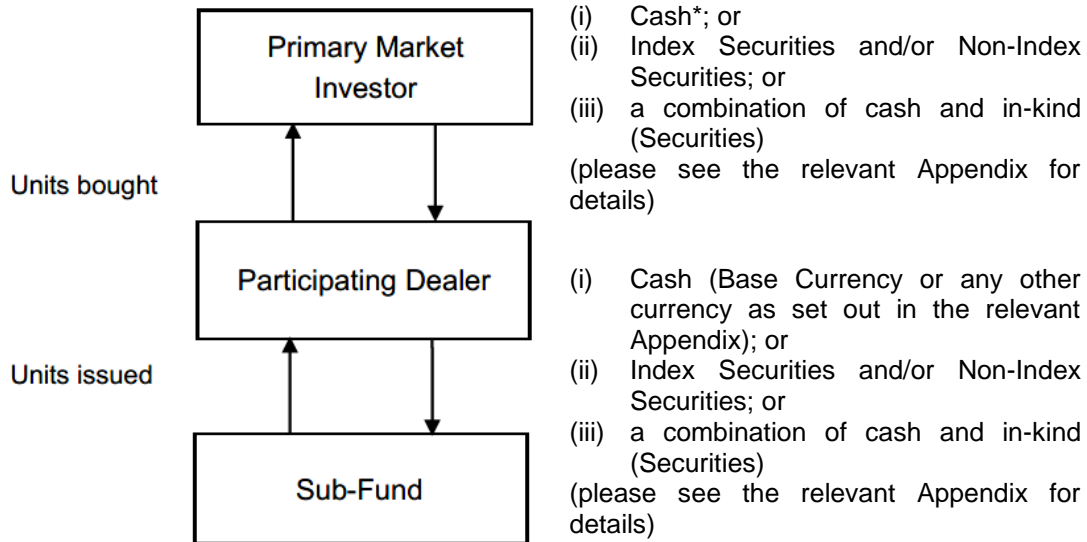 Primary Market
Investor
(i) Cash*; or
(ii) Index Securities and/or Non-Index
Securities; or
(iii) a combination of cash and in-kind
(Securities)
(please see the relevant Appendix for
details)
Units bought
Participating Dealer
(i) Cash (Base Currency or any other
currency as set out in the relevant
Appendix); or
(ii) Index Securities and/or Non-Index
Securities; or
(iii) a combination of cash and in-kind
(Securities)
(please see the relevant Appendix for
details)
Units issued
Sub-Fund